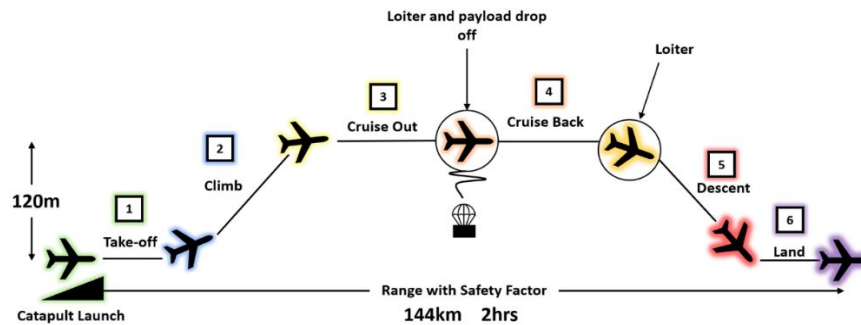 Loiter and payload drop
off
Loiter
3
Cruise Out
4
Cruise Back
2
Climb
5
Descent
120m
1
Take-off
6
Land
Catapult Launch
Range with Safety Factor
144km 2hrs